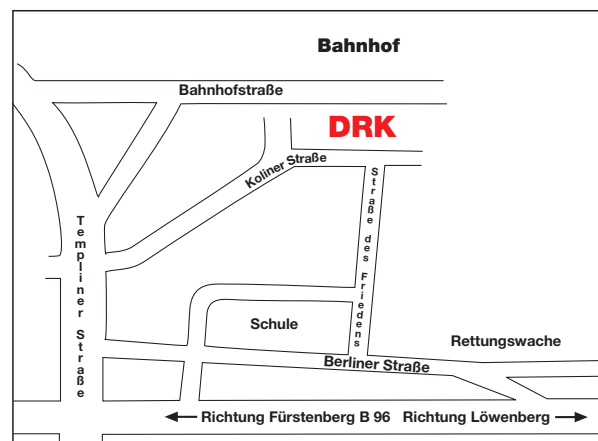 Bahnhof
Bahnhofstraße
DRK
Koliner Straße
Straße des Friedens
Templiner Straße
Schule
Rettungswache
Berliner Straße
Richtung Fürstenberg B 96
Richtung Löwenberg